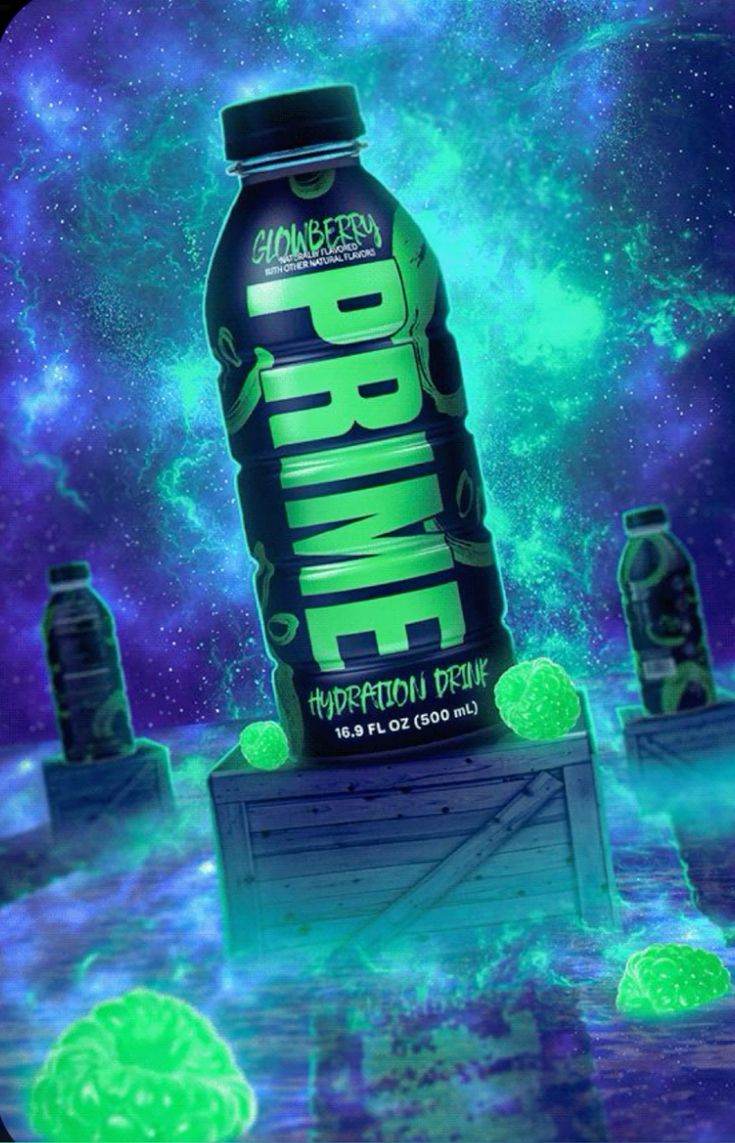 GLOWBERRY
NATURALLY FLAVORED
WITH OTHER NATURAL FLAVORS
PRIME
HYDRATION DRINK
16.9 FL OZ (500 mL)